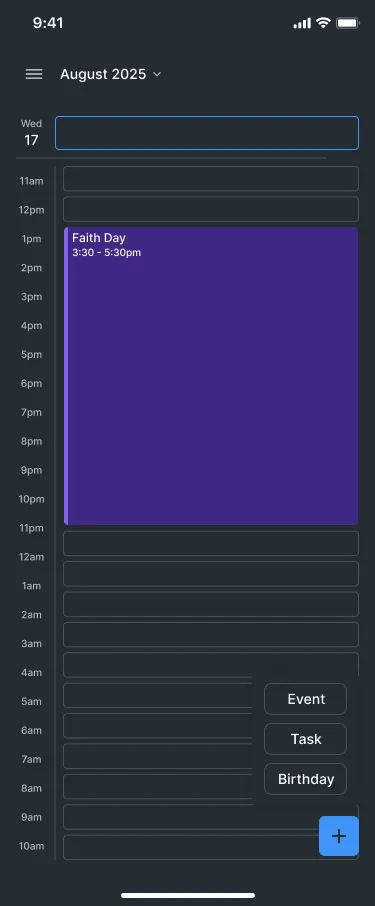 9:41
August 2025
Wed
17
11am
12pm
1pm
Faith Day
3:30 - 5:30pm
2pm
3pm
4pm
5pm
6pm
7pm
8pm
9pm
10pm
11pm
12am
1am
2am
3am
4am
5am
Event
6am
Task
7am
8am
Birthday
9am
10am
+